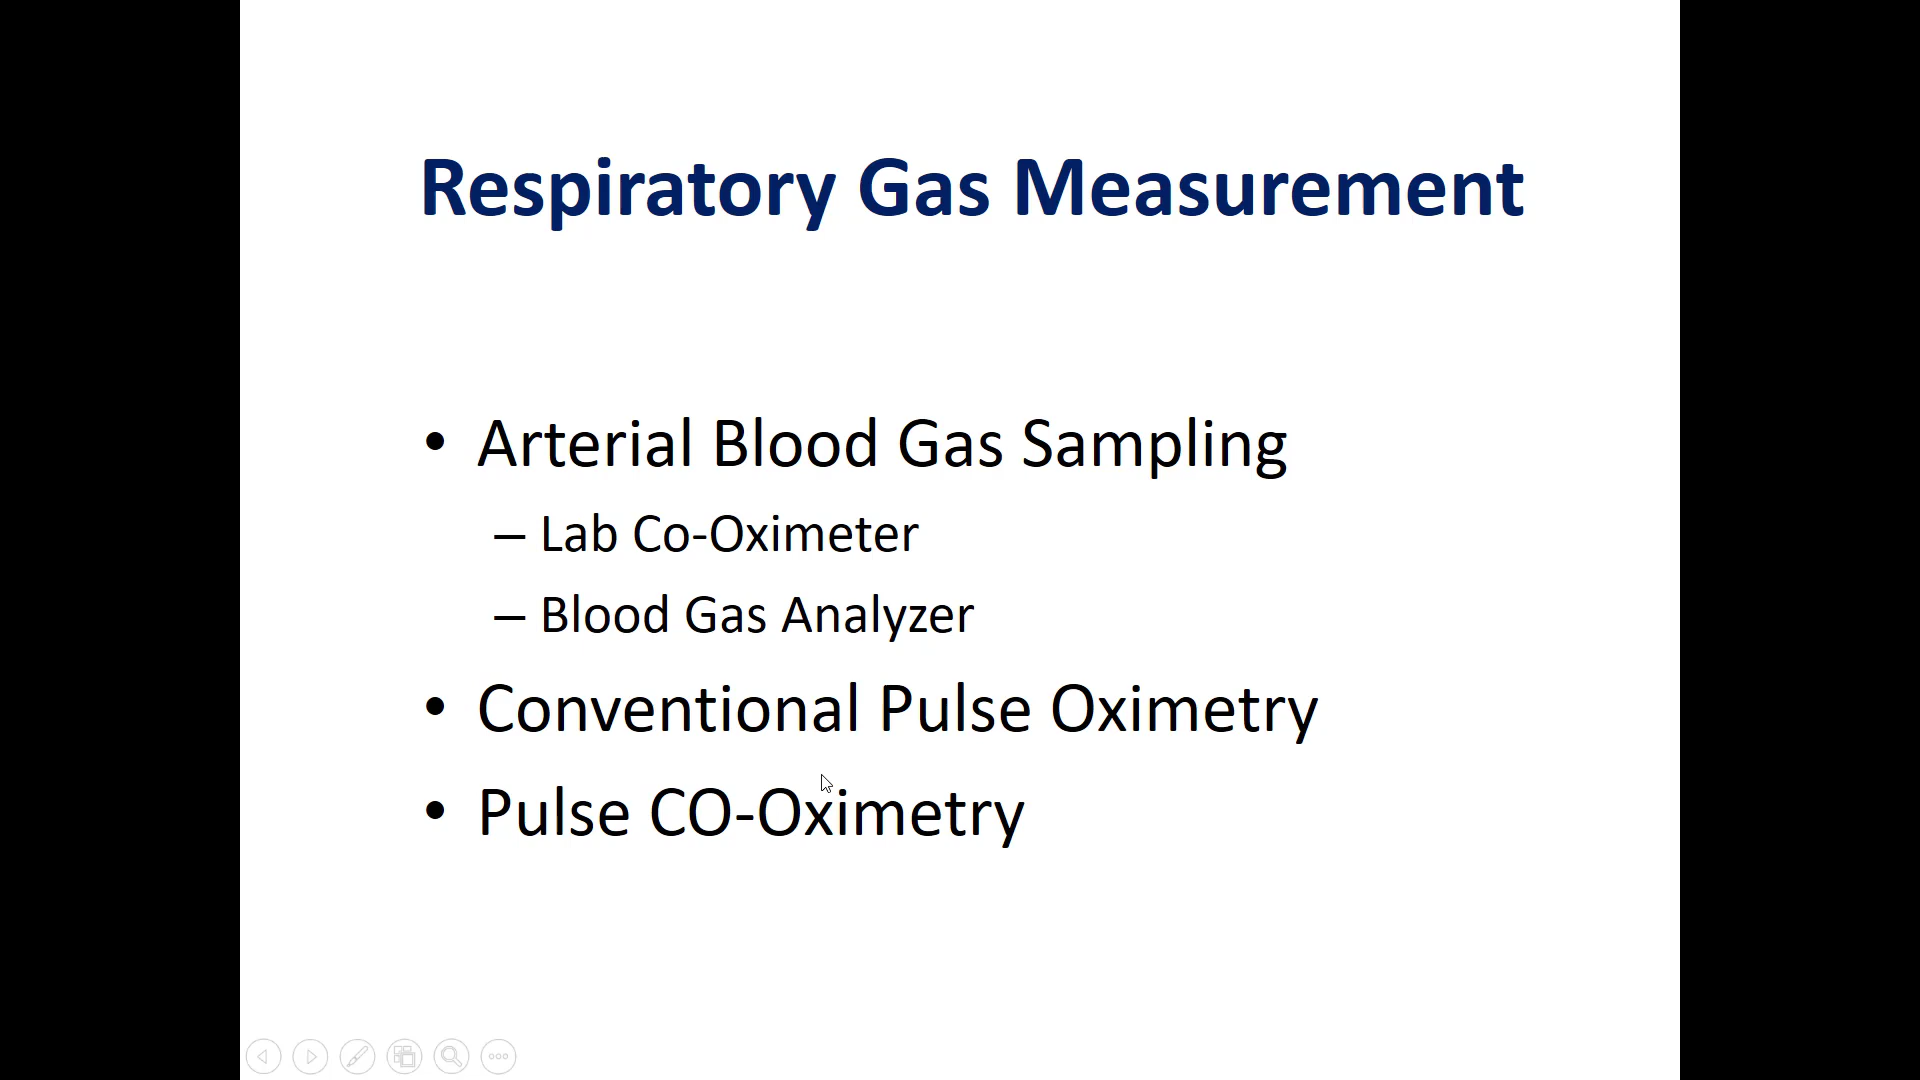 Respiratory Gas Measurement
• Arterial Blood Gas Sampling
– Lab Co-Oximeter
– Blood Gas Analyzer
• Conventional Pulse Oximetry
• Pulse CO-Oximetry